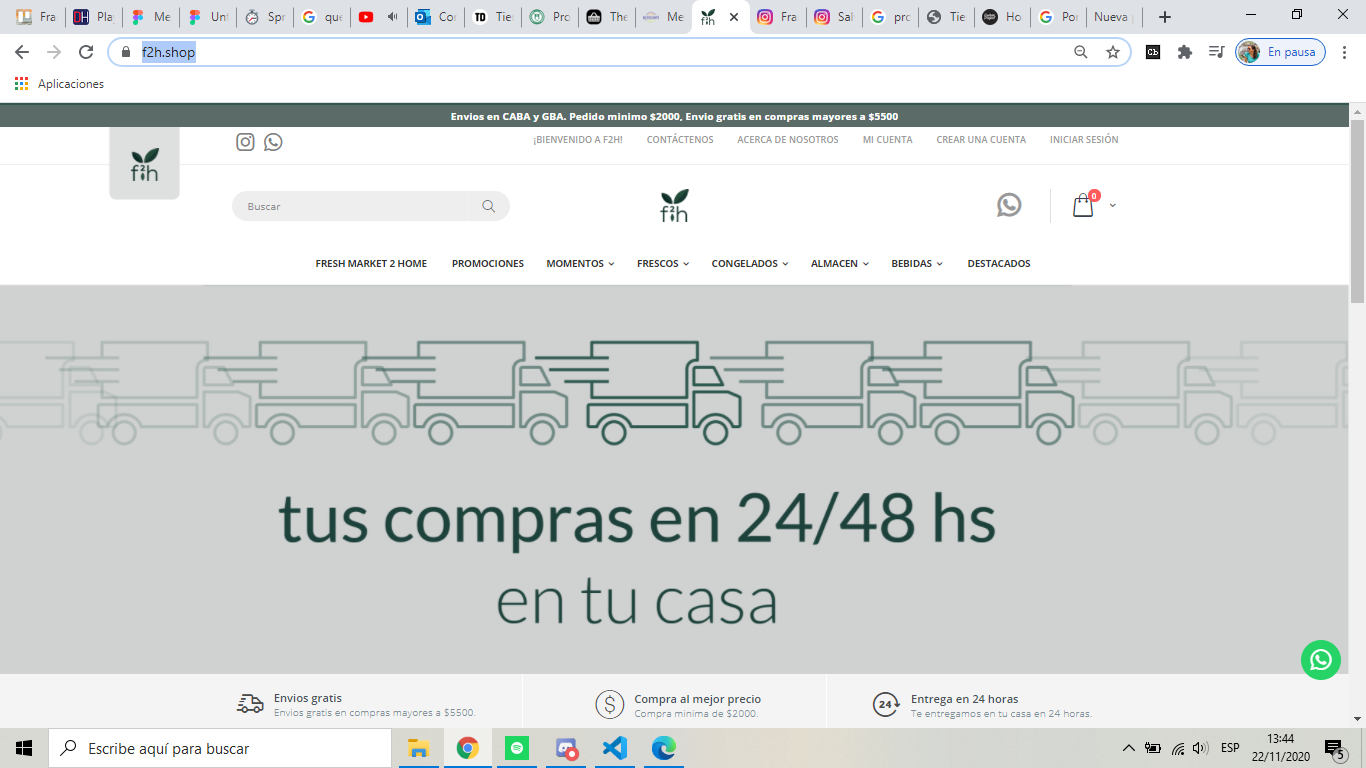 Fra
Play
Me
Unt
Spr
que
Cor
TD
Tier
Pro
The
Me
Fra
Sal
pro
Tie
Ho
Por
Nueva
f2h.shop
En pausa
Aplicaciones
Envios en CABA y GBA. Pedido minimo $2000, Envio gratis en compras mayores a $5500
f2h
¡BIENVENIDO A F2H! CONTÁCTENOS ACERCA DE NOSOTROS MI CUENTA CREAR UNA CUENTA INICIAR SESIÓN
Buscar
f2h
0
FRESH MARKET 2 HOME PROMOCIONES MOMENTOS FRESCOS CONGELADOS ALMACEN BEBIDAS DESTACADOS
tus compras en 24/48 hs
en tu casa
Envios gratis
Envios gratis en compras mayores a $5500.
$
Compra al mejor precio
Compra minima de $2000.
24
Entrega en 24 horas
Te entregamos en tu casa en 24 horas.
Escribe aquí para buscar
ESP
13:44
22/11/2020
5